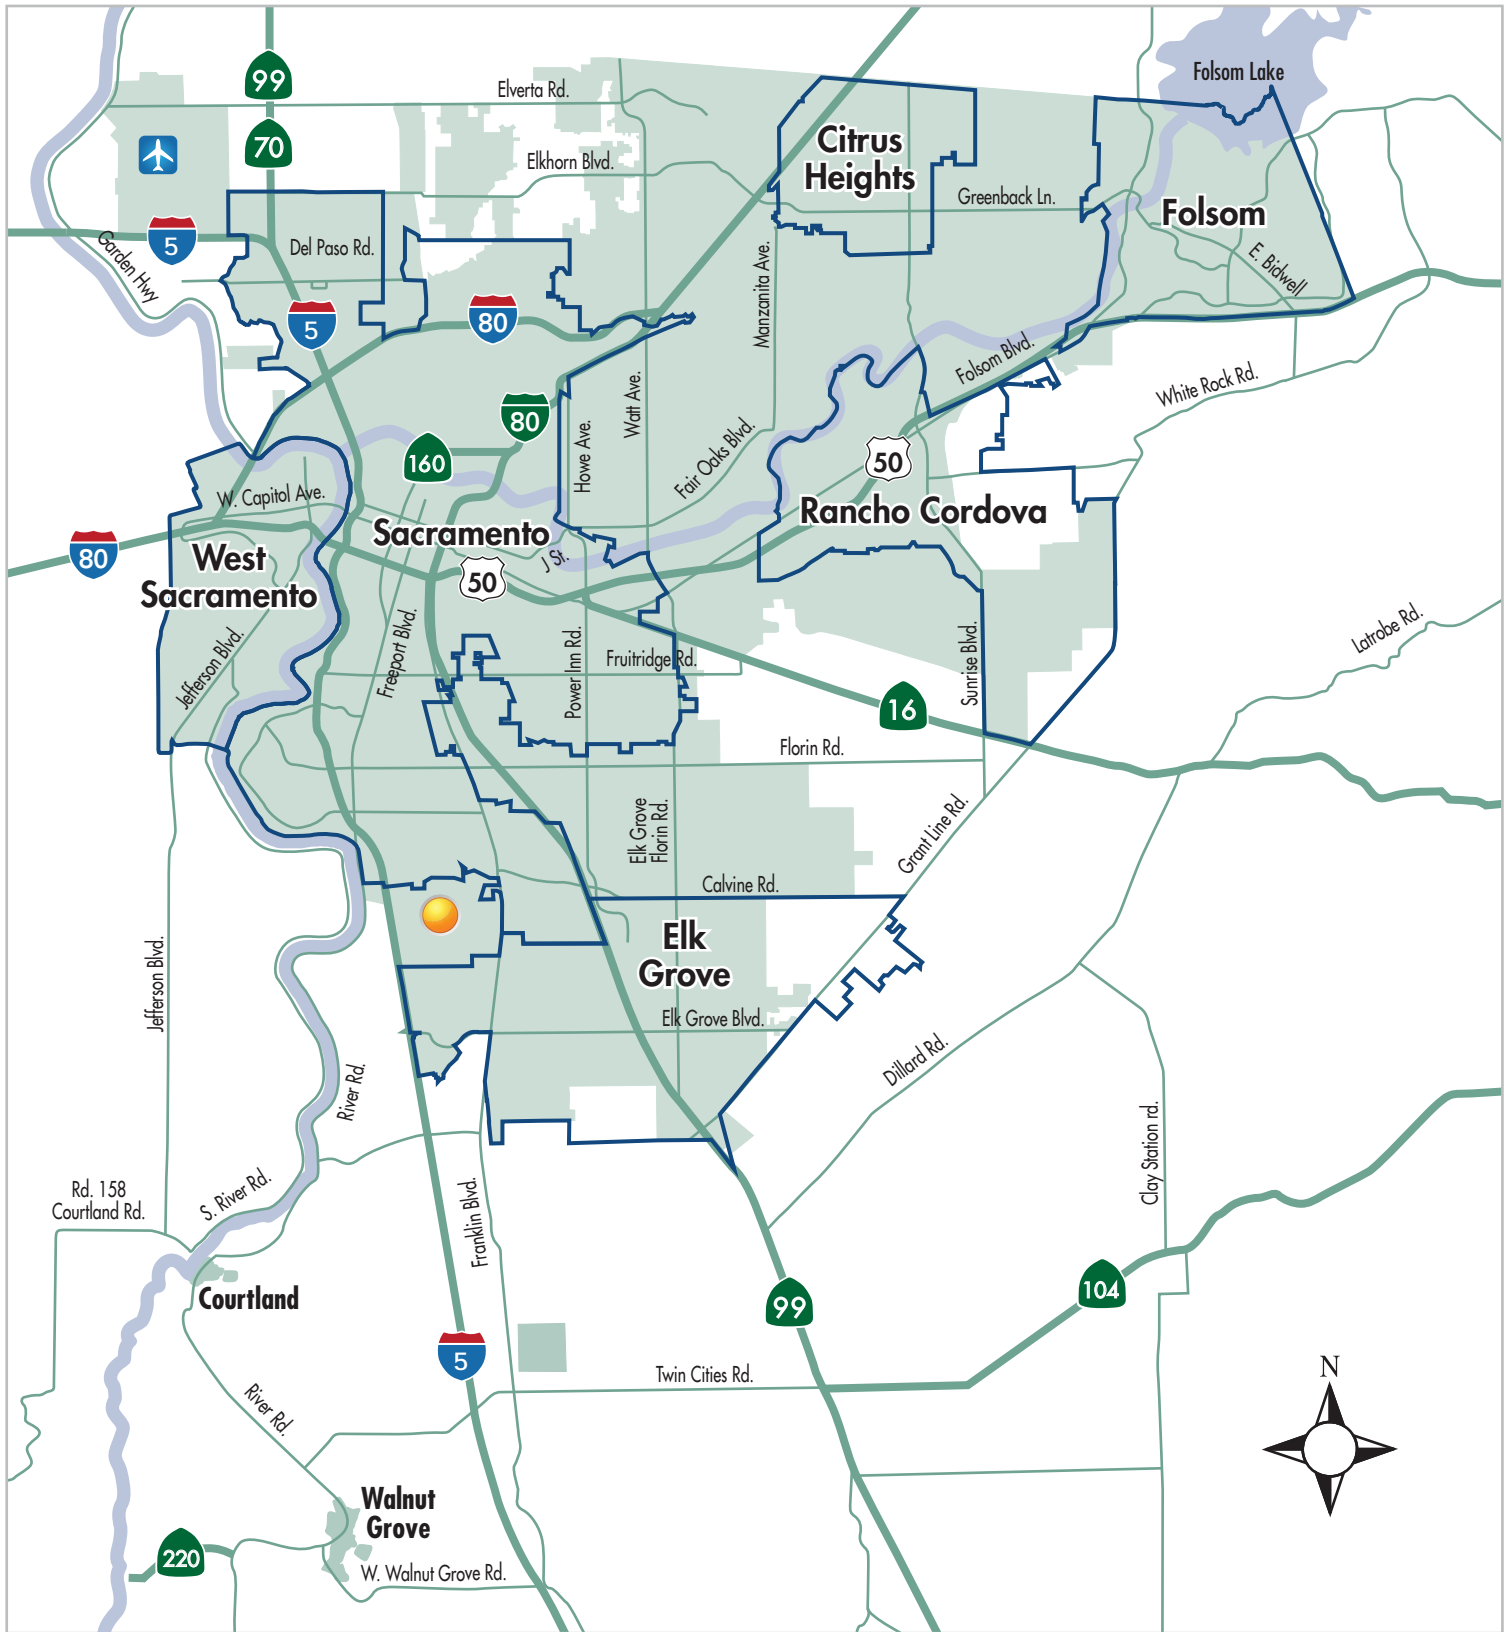 Folsom Lake
99
Elverta Rd.
70
Citrus
Heights
Elkhorn Blvd.
Greenback Ln.
Folsom
5
Garden Hwy
Del Paso Rd.
E. Bidwell
Manzanita Ave.
5
80
Folsom Blvd.
White Rock Rd.
Watt Ave.
80
Howe Ave.
Fair Oaks Blvd.
160
50
W. Capitol Ave.
Rancho Cordova
Sacramento
80
West
Sacramento
J St.
50
Jefferson Blvd.
Freeport Blvd.
Power Inn Rd.
Fruitridge Rd.
Sunrise Blvd.
Latrobe Rd.
16
Florin Rd.
Elk Grove
Florin Rd.
Grant Line Rd.
Calvine Rd.
Elk
Grove
Jefferson Blvd.
Elk Grove Blvd.
Dillard Rd.
River Rd.
Clay Station rd.
Rd. 158
Courtland Rd.
S. River Rd.
Franklin Blvd.
Courtland
99
104
5
Twin Cities Rd.
N
River Rd.
Walnut
Grove
220
W. Walnut Grove Rd.